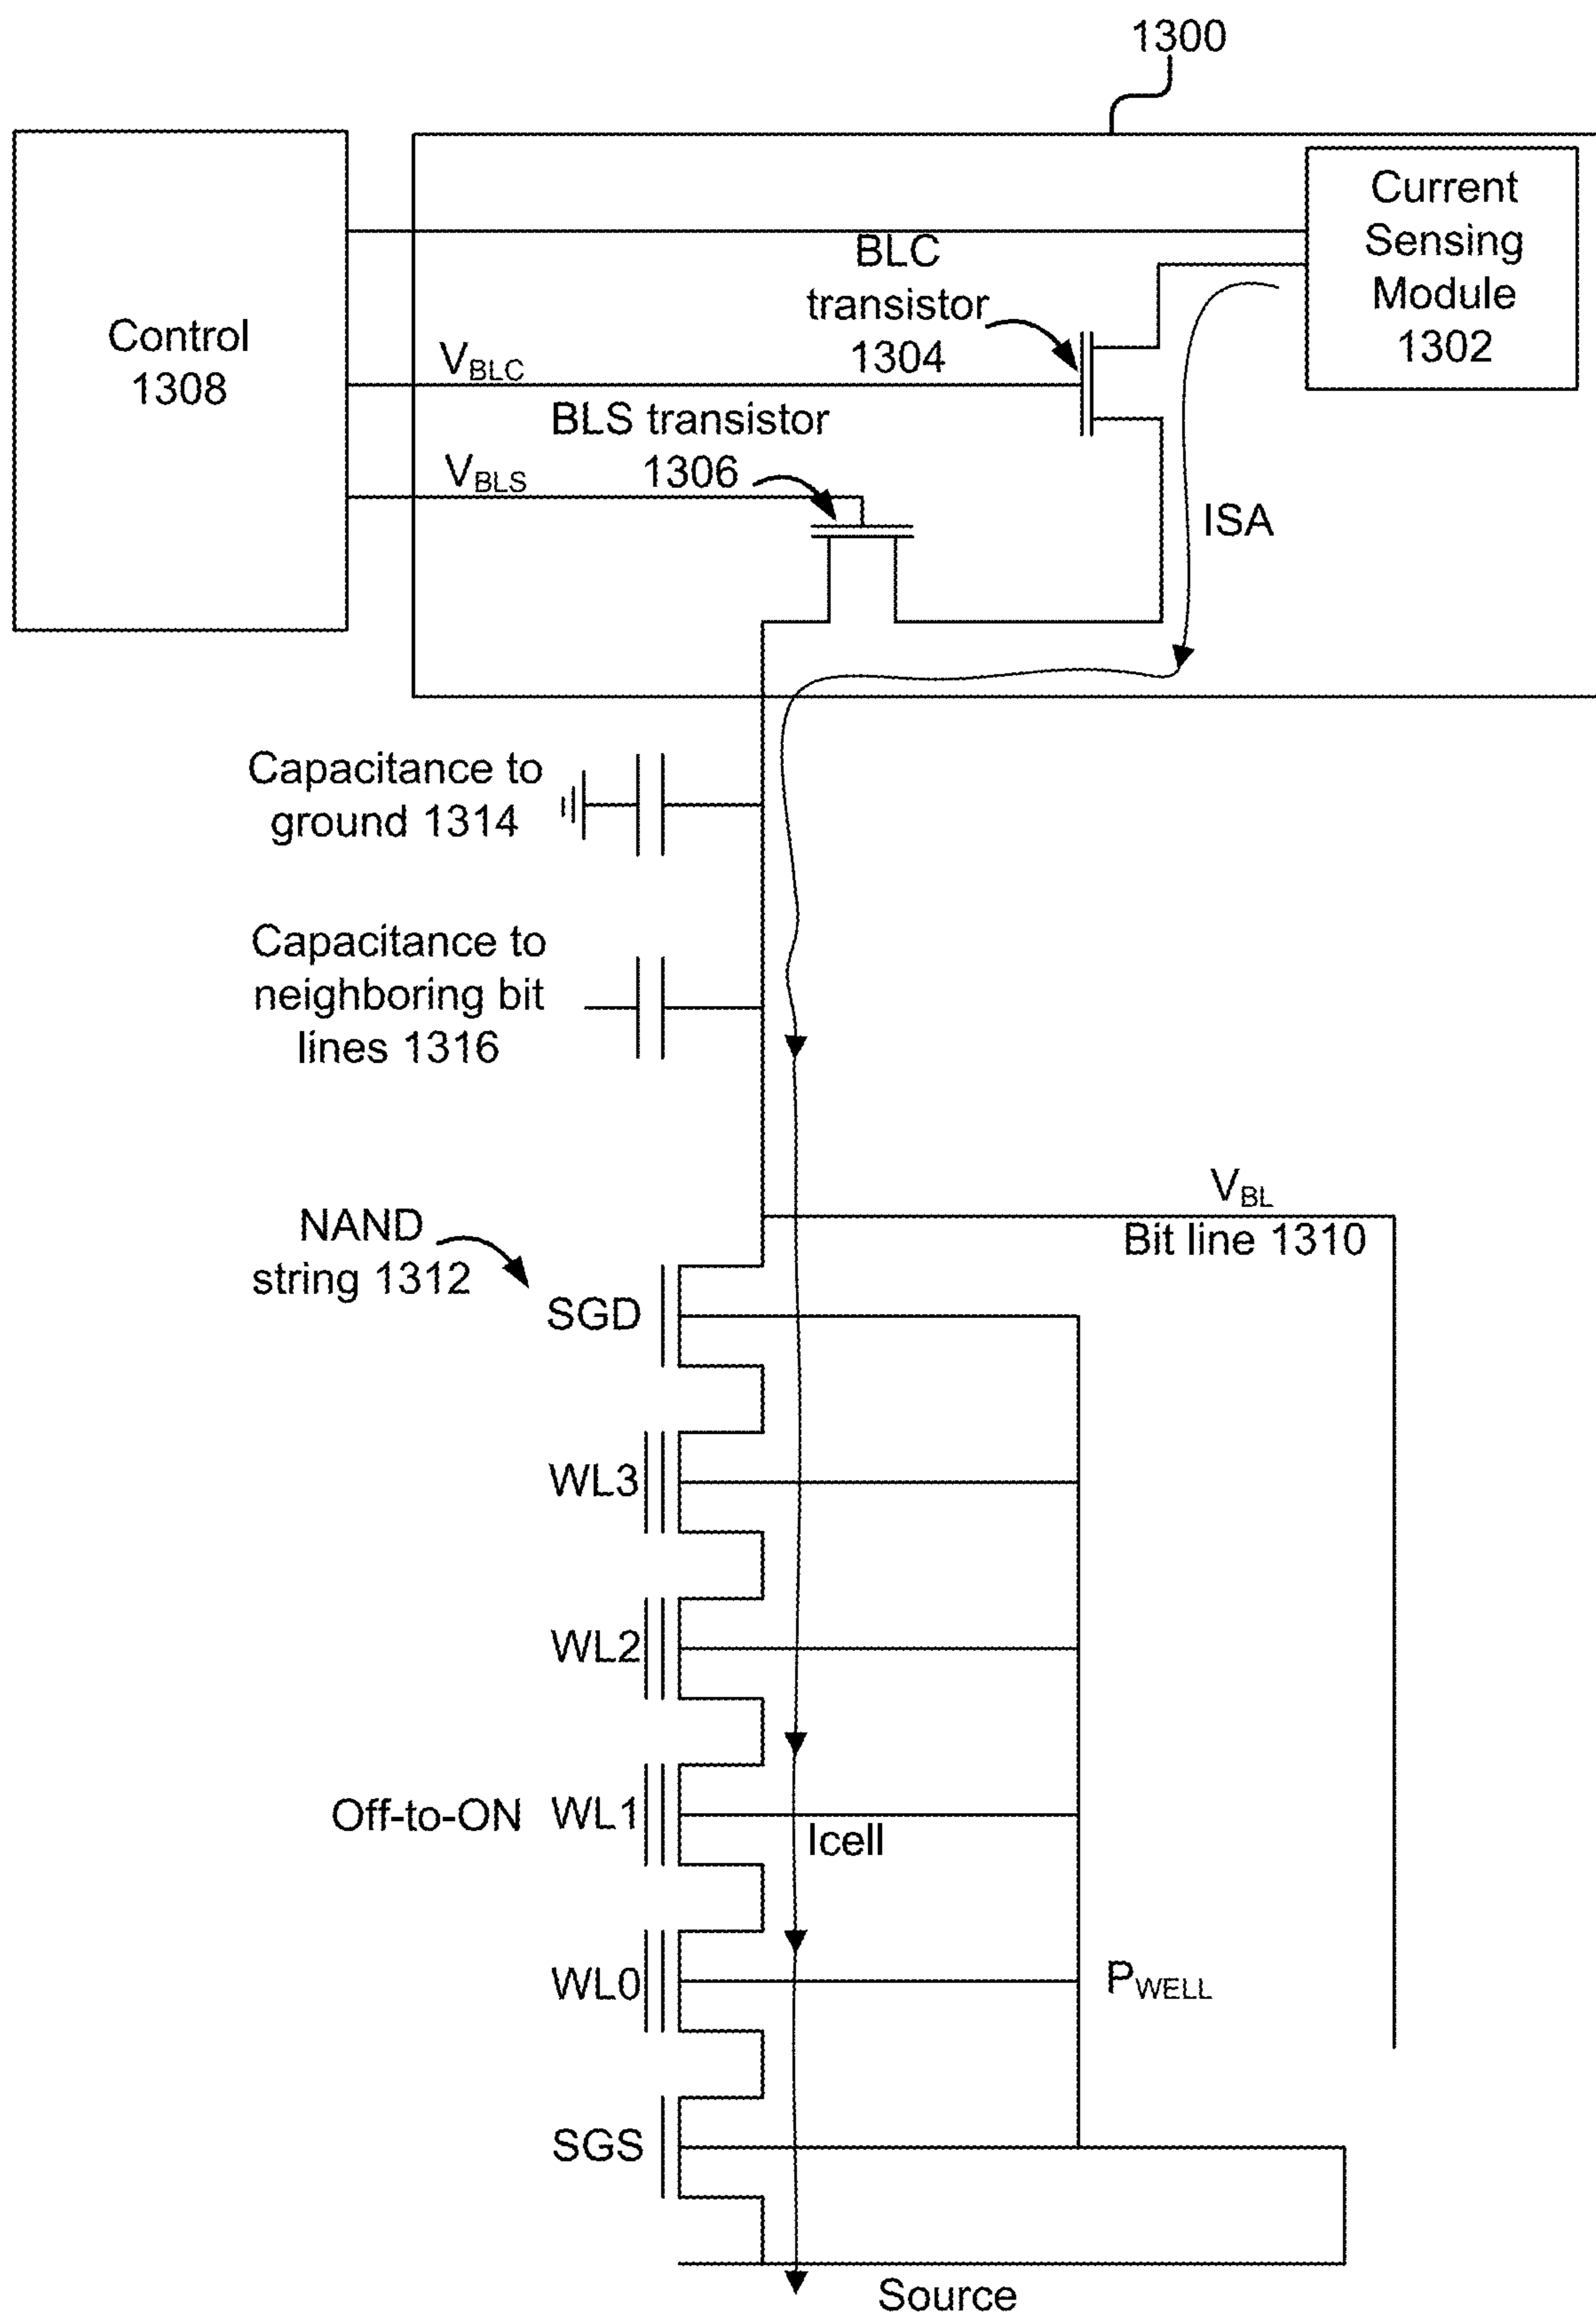 1300
Control
1308
Current
Sensing
Module
1302
BLC
transistor
1304
VBLC
BLS transistor
1306
VBLS
ISA
Capacitance to
ground 1314
Capacitance to
neighboring bit
lines 1316
VBL
Bit line 1310
NAND
string 1312
SGD
WL3
WL2
Off-to-ON WL1
Icell
WL0
PWELL
SGS
Source